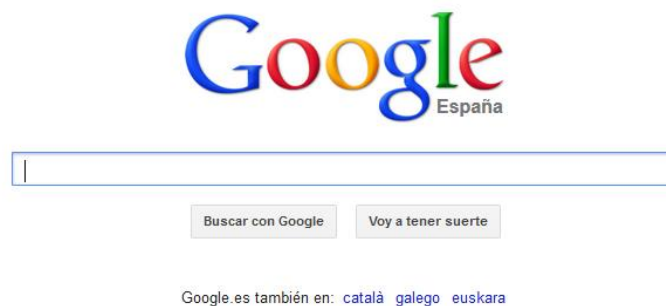 Google
España
Buscar con Google Voy a tener suerte
Google.es también en: català galego euskara